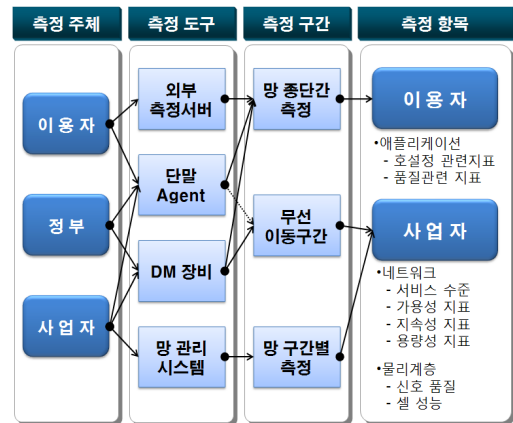 측정 주체
측정 도구
측정 구간
측정 항목
이 용 자
정 부
사 업 자
외부
측정서버
단말
Agent
DM 장비
망 관리
시스템
망 종단간
측정
무선
이동구간
망 구간별
측정
이 용 자
•애플리케이션
- 호설정 관련지표
- 품질관련 지표
사 업 자
•네트워크
- 서비스 수준
- 가용성 지표
- 지속성 지표
- 용량성 지표
•물리계층
- 신호 품질
- 셀 성능